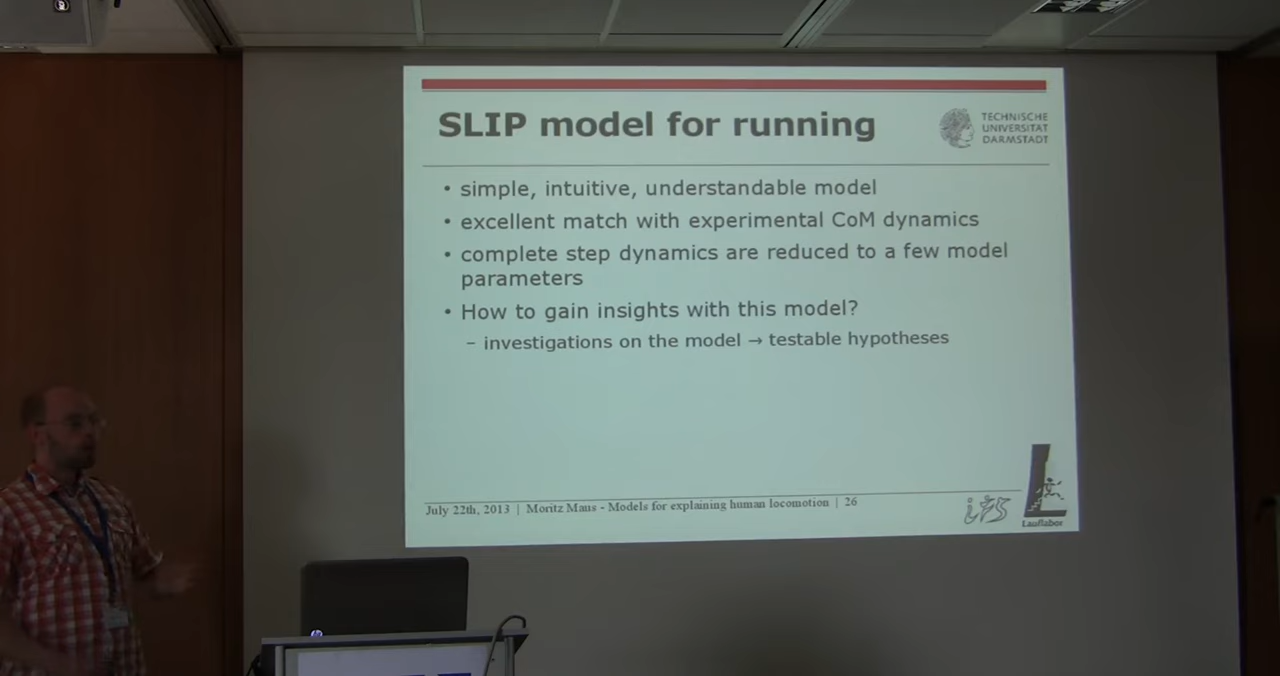 SLIP model for running
TECHNISCHE
UNIVERSITÄT
DARMSTADT
• simple, intuitive, understandable model
• excellent match with experimental CoM dynamics
• complete step dynamics are reduced to a few model
parameters
• How to gain insights with this model?
– investigations on the model → testable hypotheses
July 22th, 2013 | Moritz Maus - Models for explaining human locomotion | 26
Lauflabor
hp